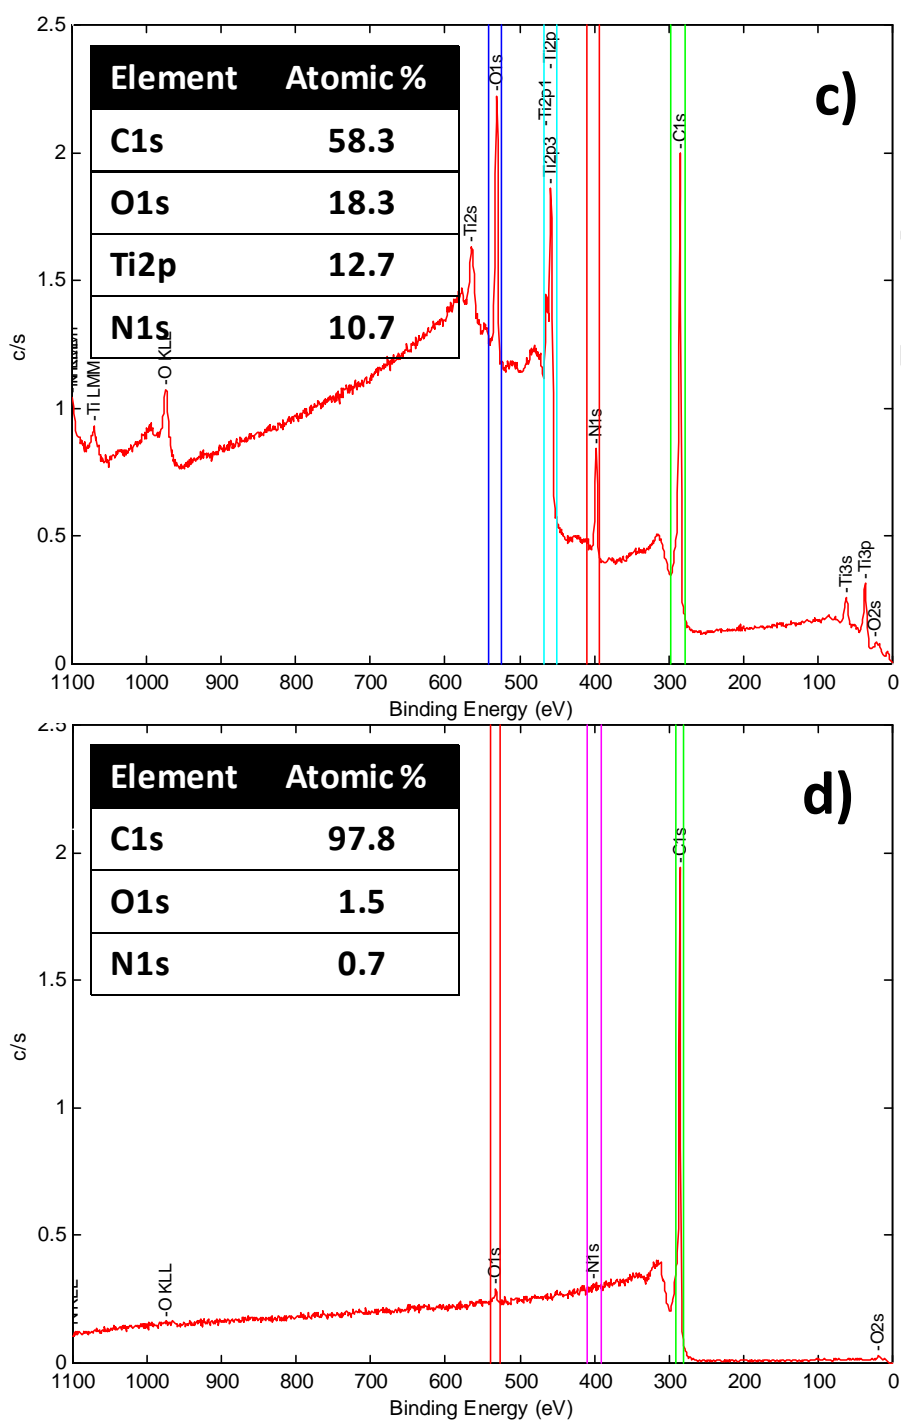 2.5
c)
Element Atomic %
C1s 58.3
O1s 18.3
Ti2p 12.7
N1s 10.7
-O1s
-Ti2p1 -Ti2p
-Ti2p3
-C1s
-Ti2s
-N1s
-O KLL
-Ti LMM
-Ti3s
-Ti3p
-O2s
2
1.5
1
0.5
0
c/s
1100 1000 900 800 700 600 500 400 300 200 100 0
Binding Energy (eV)
2.5
d)
Element Atomic %
C1s 97.8
O1s 1.5
N1s 0.7
-C1s
-O1s
-N1s
-O KLL
N KLL
-O2s
2
1.5
1
0.5
0
c/s
1100 1000 900 800 700 600 500 400 300 200 100 0
Binding Energy (eV)